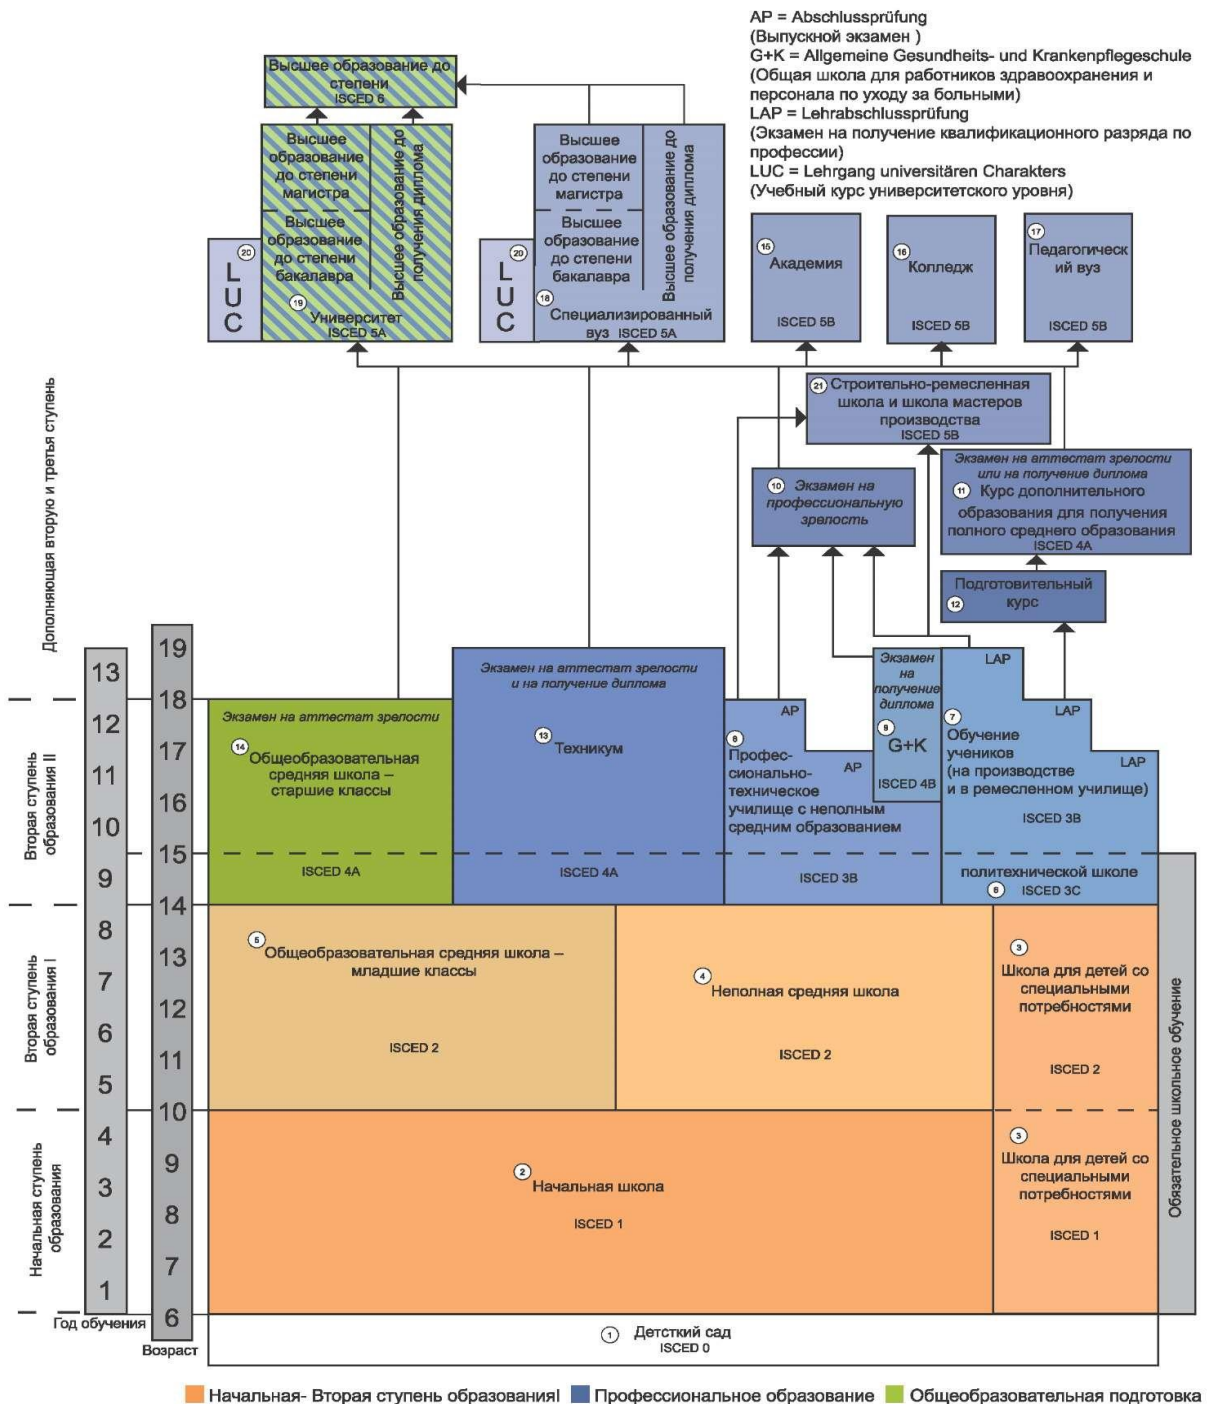 AP = Abschlussprüfung
(Выпускной экзамен )
G+K = Allgemeine Gesundheits- und Krankenpflegeschule
(Общая школа для работников здравоохранения и
персонала по уходу за больными)
LAP = Lehrabschlussprüfung
(Экзамен на получение квалификационного разряда по
профессии)
LUC = Lehrgang universitären Charakters
(Учебный курс университетского уровня)
Высшее образование до
степени
ISCED 6
Высшее
образование
до степени
магистра
Высшее
образование
до степени
бакалавра
Высшее образование до
получения диплома
19
Университет
ISCED 5A
20
L
U
C
Высшее
образование
до степени
магистра
Высшее
образование
до степени
бакалавра
Высшее образование до
получения диплома
18
Специализированный
вуз ISCED 5A
20
L
U
C
15
Академия
ISCED 5B
16
Колледж
ISCED 5B
17
Педагогическ
ий вуз
ISCED 5B
21
Строительно-ремесленная
школа и школа мастеров
производства
ISCED 5B
10
Экзамен на
профессиональную
зрелость
Экзамен на аттестат зрелости
или на получение диплома
11
Курс дополнительного
образования для получения
полного среднего образования
ISCED 4A
12
Подготовительный
курс
Дополняющая вторую и третья ступень
Вторая ступень
образования II
Вторая ступень
образования I
Начальная ступень
образования
13
12
11
10
9
8
7
6
5
4
3
2
1
Год обучения
19
18
17
16
15
14
13
12
11
10
9
8
7
6
Возраст
Экзамен на аттестат зрелости
14
Общеобразовательная
средняя школа –
старшие классы
ISCED 4A
Экзамен на аттестат зрелости
и на получение диплома
13
Техникум
ISCED 4A
AP
8
Профес-
сионально-
техническое
училище с неполным
средним образованием
AP
ISCED 3B
Экзамен
на
получение
диплома
9
G+K
ISCED 4B
LAP
LAP
LAP
7
Обучение
учеников
(на производстве
и в ремесленном училище)
ISCED 3B
политехнической школе
6
ISCED 3C
5
Общеобразовательная средняя школа –
младшие классы
ISCED 2
4
Неполная средняя школа
ISCED 2
3
Школа для детей со
специальными
потребностями
ISCED 2
2
Начальная школа
ISCED 1
3
Школа для детей со
специальными
потребностями
ISCED 1
Обязательное школьное обучение
1
Детсткий сад
ISCED 0
Начальная- Вторая ступень образованияI
Профессиональное образование
Общеобразовательная подготовка